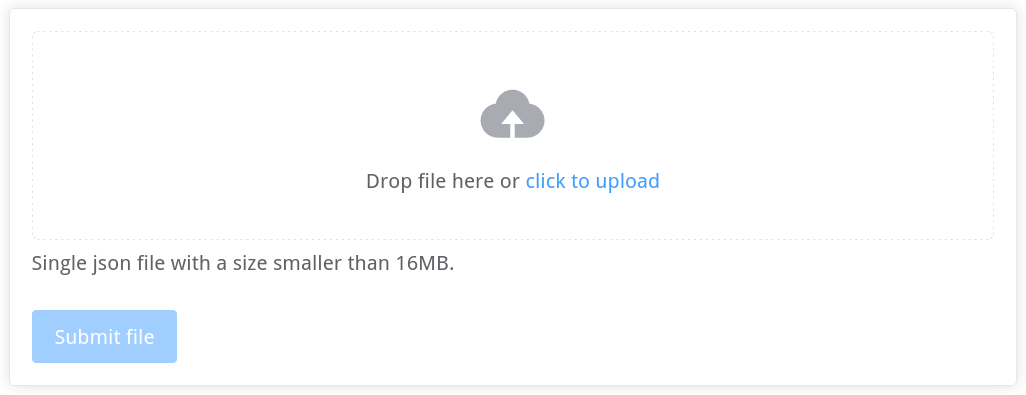 Drop file here or click to upload
Single json file with a size smaller than 16MB.
Submit file